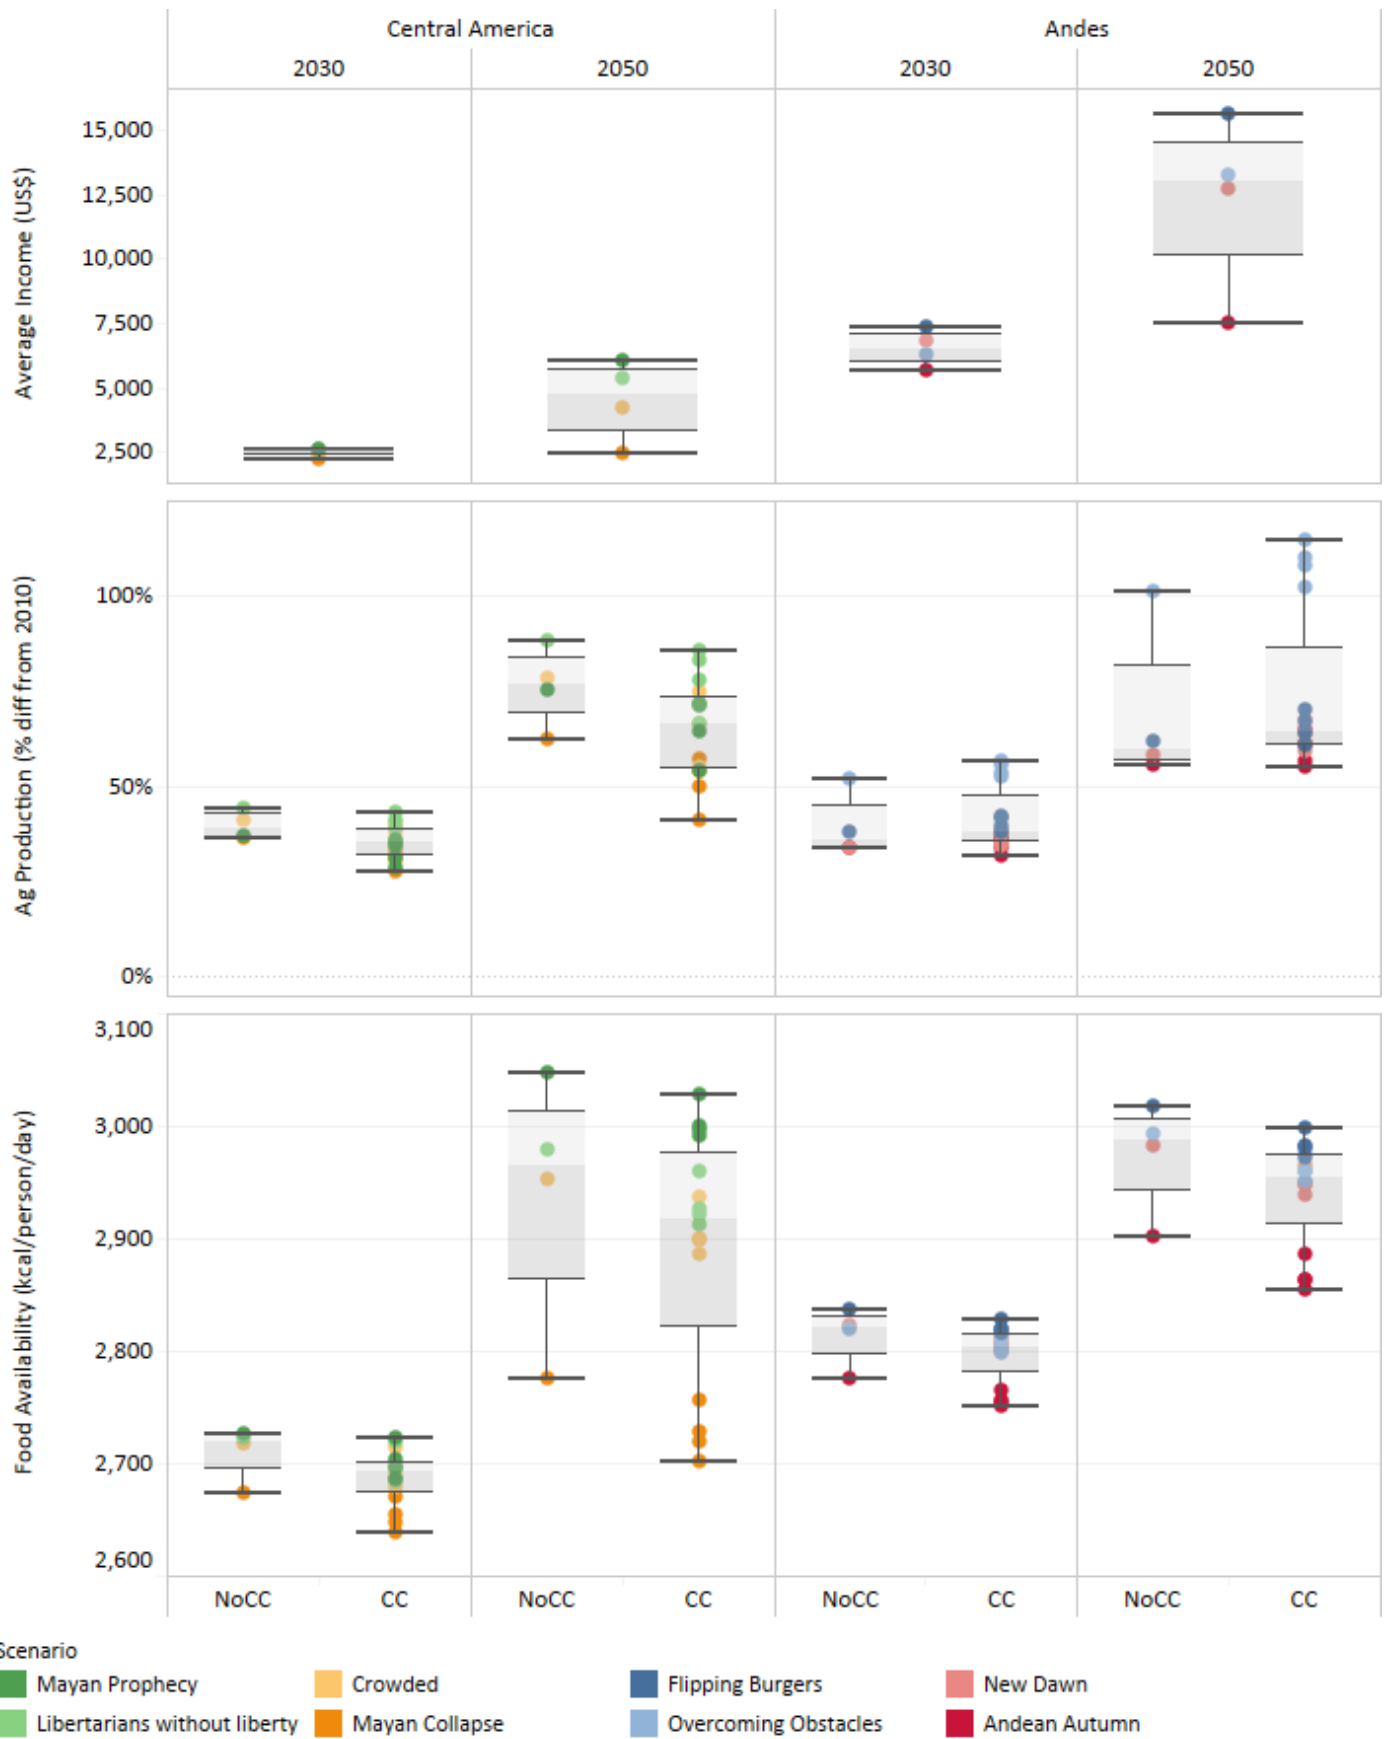 Central America Andes
2030 2050 2030 2050
Average Income (US$)
15,000
12,500
10,000
7,500
5,000
2,500
Ag Production (% diff from 2010)
100%
50%
0%
Food Availability (kcal/person/day)
3,100
3,000
2,900
2,800
2,700
2,600
NoCC CC NoCC CC NoCC CC NoCC CC
Scenario
Mayan Prophecy Crowded Flipping Burgers New Dawn
Libertarians without liberty Mayan Collapse Overcoming Obstacles Andean Autumn